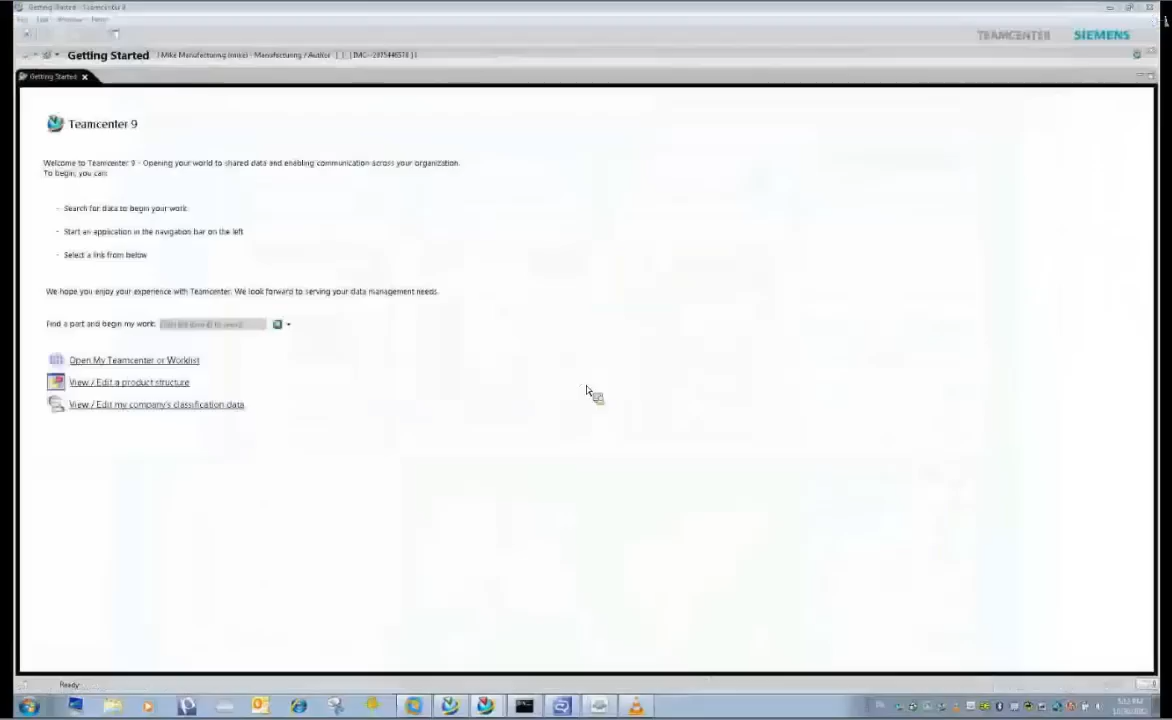 Getting Started - Teamcenter 9
TEAMCENTER SIEMENS
Getting Started
Getting Started
Teamcenter 9
Welcome to Teamcenter 9 - Opening your world to shared data and enabling communication across your organization.
To begin, you can:
- Search for data to begin your work
- Start an application in the navigation bar on the left
- Select a link from below
We hope you enjoy your experience with Teamcenter. We look forward to serving your data management needs.
Find a part and begin my work:
Open My Teamcenter or Worklist
View / Edit a product structure
View / Edit my company's classification data
Ready